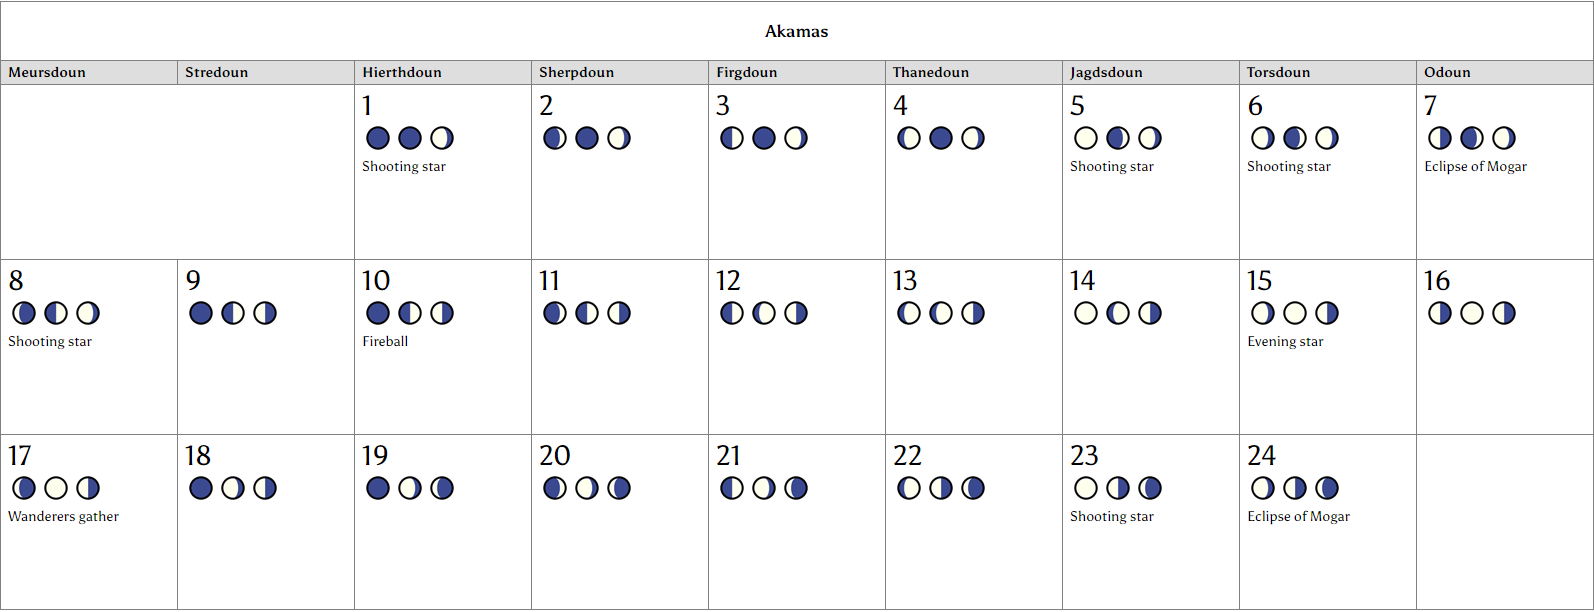 Akamas
Meursdoun Stredoun Hierthdoun Sherpdoun Firgdoun Thanedoun Jagdsdoun Torsdoun Odoun
1 2 3 4 5 6 7
Shooting star Shooting star Shooting star Eclipse of Mogar
8 9 10 11 12 13 14 15 16
Shooting star Fireball Evening star
17 18 19 20 21 22 23 24
Wanderers gather Shooting star Eclipse of Mogar